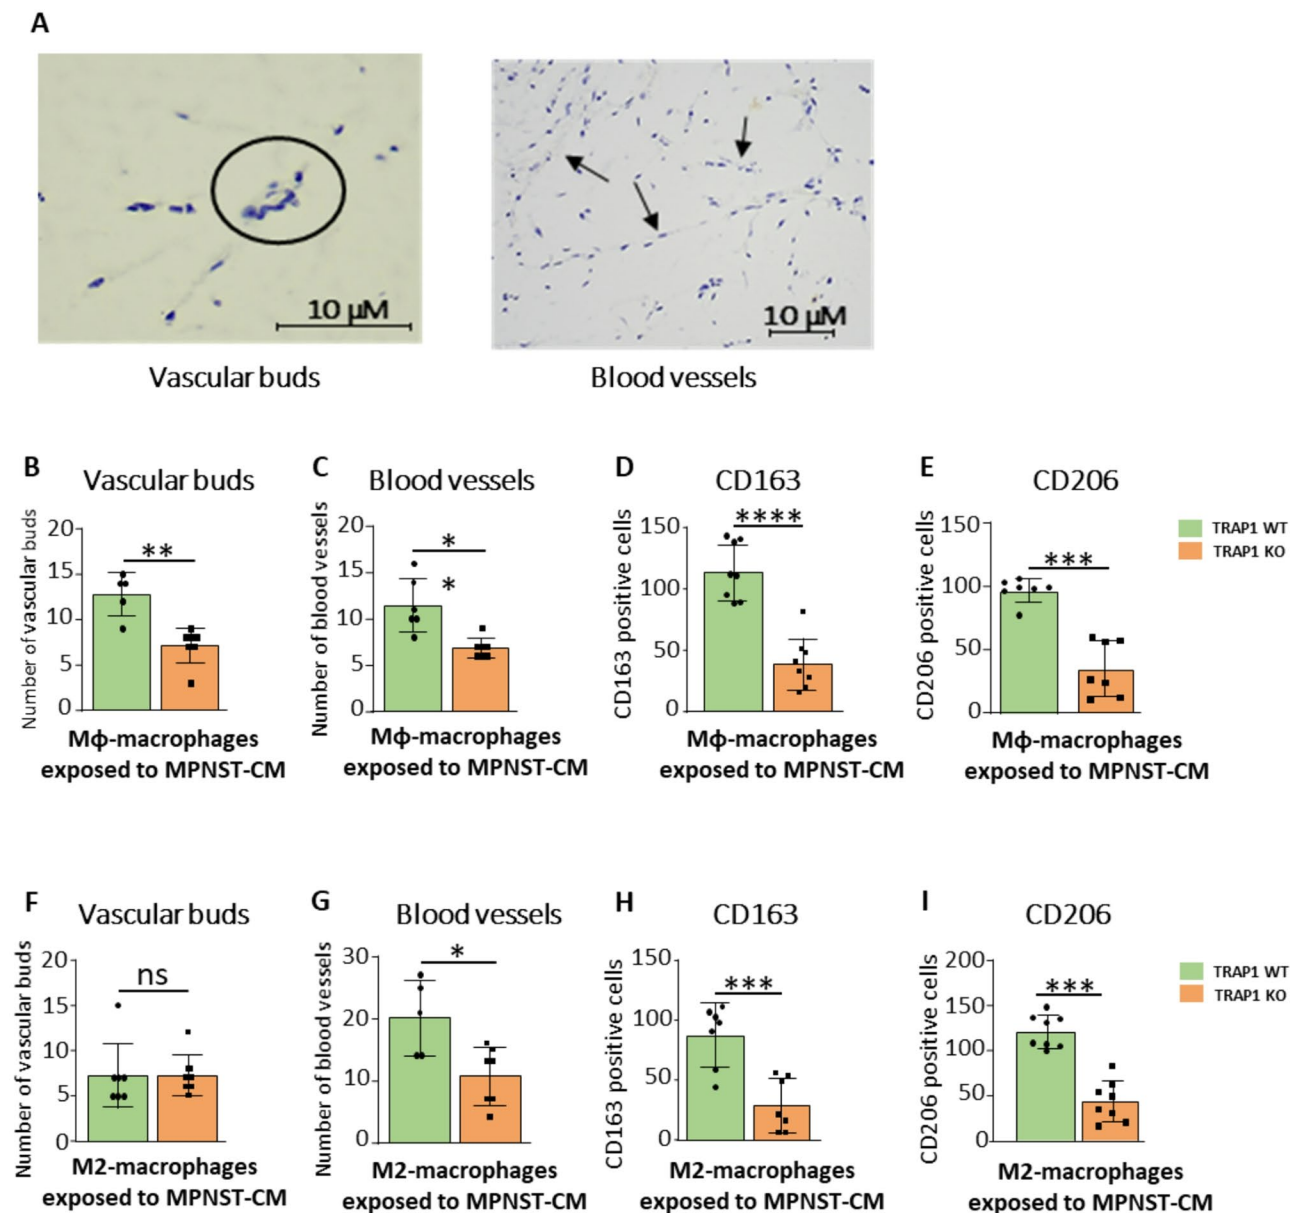 A
10 µM
10 µM
Vascular buds
Blood vessels
B
Vascular buds
Number of vascular buds
20
15
10
5
0
**
Mф-macrophages
exposed to MPNST-CM
C
Blood vessels
Number of blood vessels
20
15
10
5
0
*
*
Mф-macrophages
exposed to MPNST-CM
D
CD163
CD163 positive cells
150
100
50
0
****
Mф-macrophages
exposed to MPNST-CM
E
CD206
CD206 positive cells
150
100
50
0
***
Mф-macrophages
exposed to MPNST-CM
TRAP1 WT
TRAP1 KO
F
Vascular buds
Number of vascular buds
20
15
10
5
0
ns
M2-macrophages
exposed to MPNST-CM
G
Blood vessels
Number of blood vessels
30
20
10
0
*
M2-macrophages
exposed to MPNST-CM
H
CD163
CD163 positive cells
150
100
50
0
***
M2-macrophages
exposed to MPNST-CM
I
CD206
CD206 positive cells
200
150
100
50
0
***
M2-macrophages
exposed to MPNST-CM
TRAP1 WT
TRAP1 KO